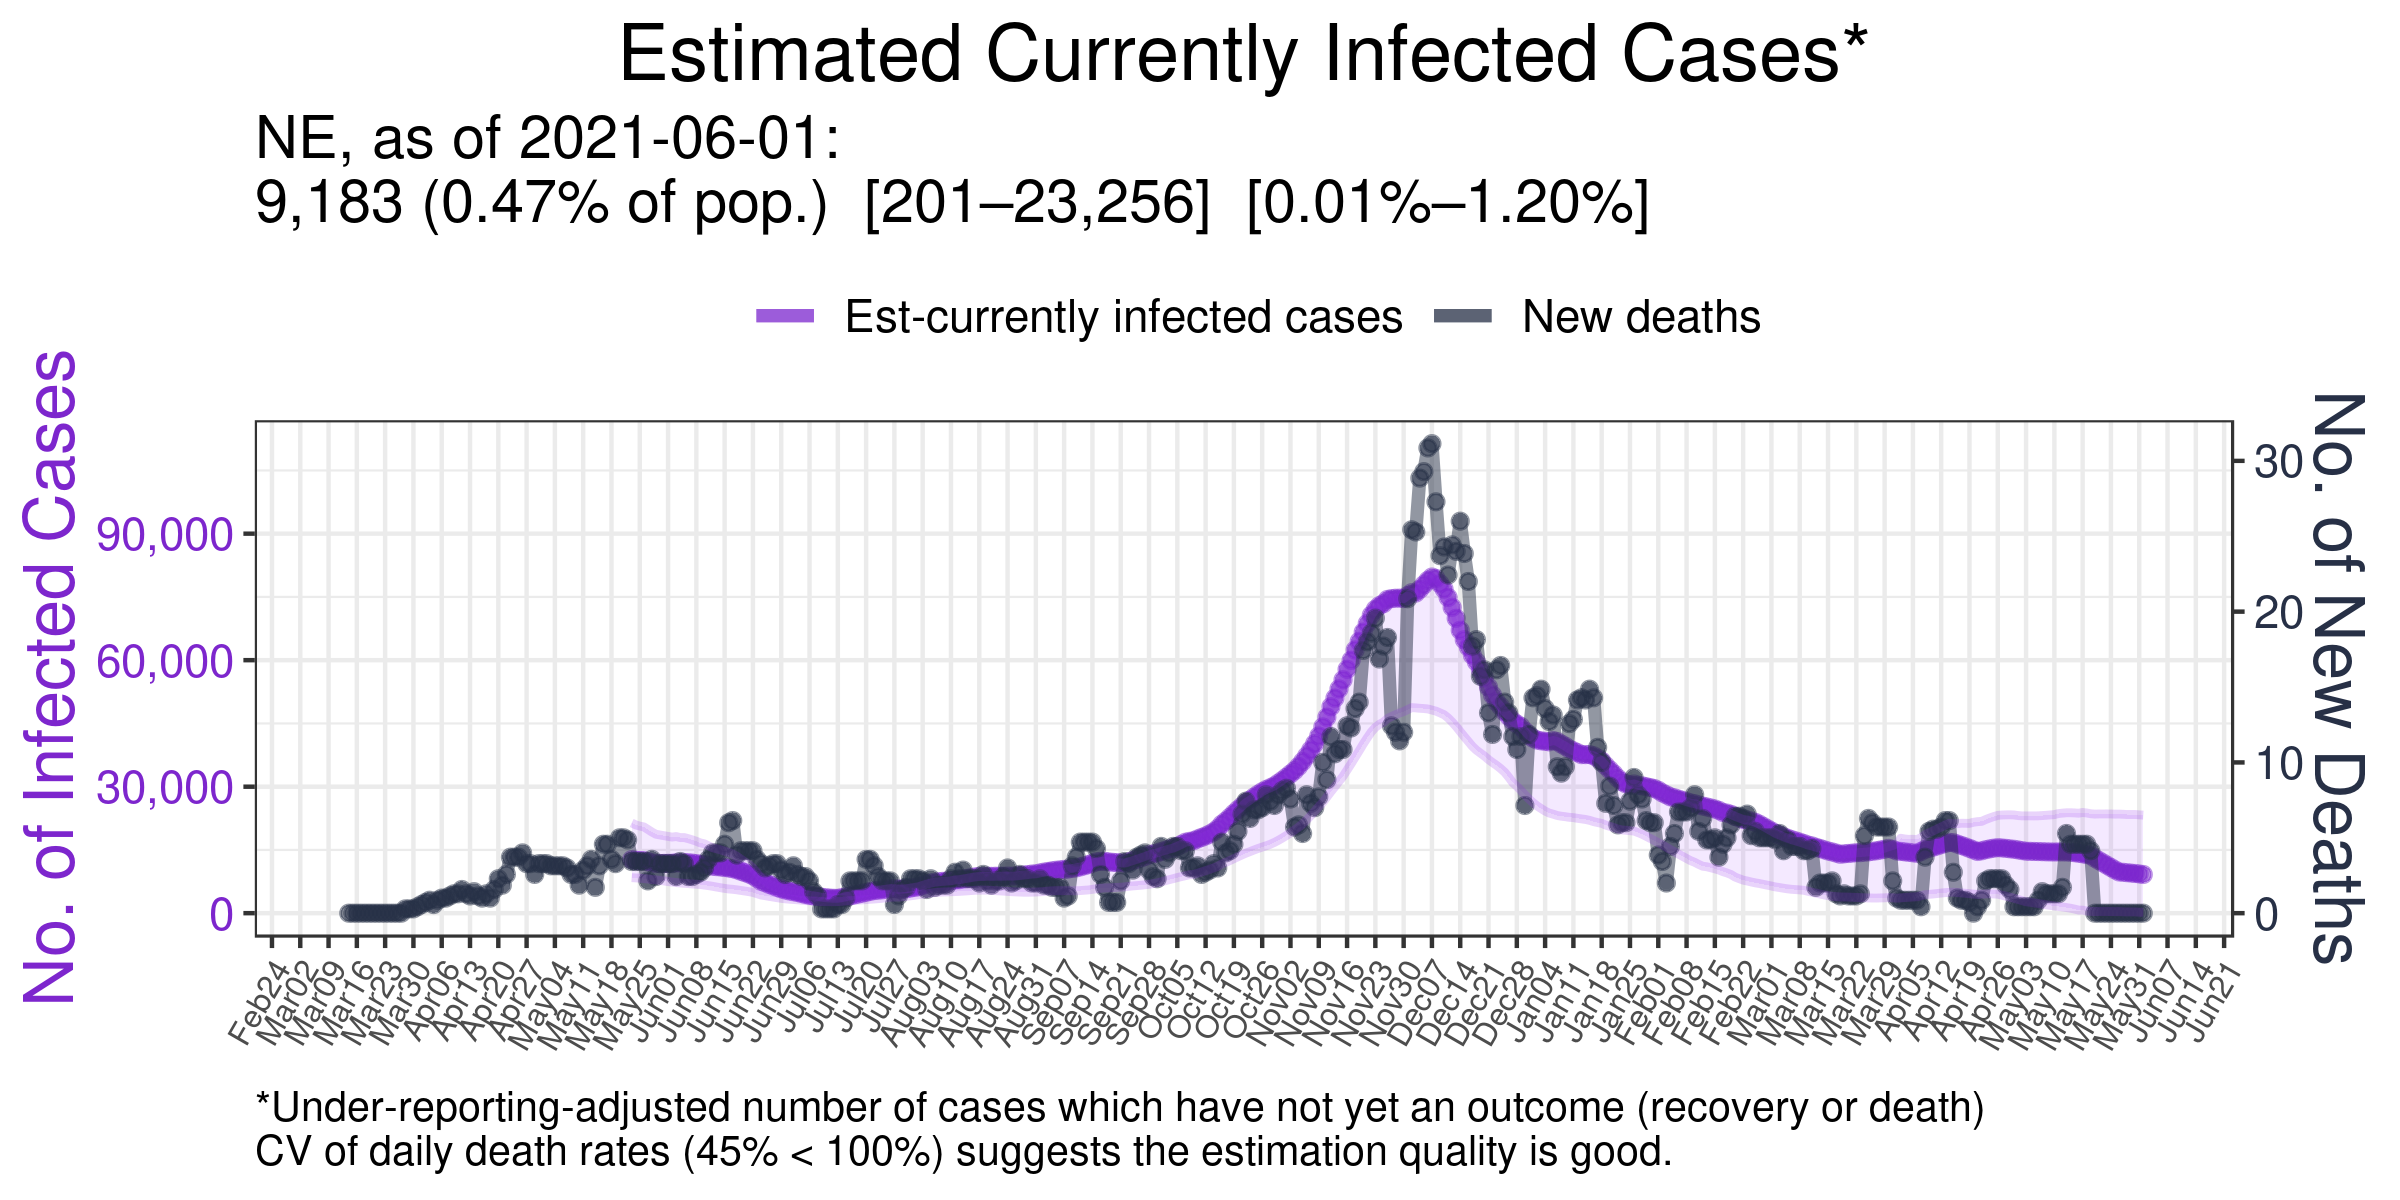 Estimated Currently Infected Cases*
NE, as of 2021-06-01:
9,183 (0.47% of pop.)  [201–23,256]  [0.01%–1.20%]
Est-currently infected cases
New deaths
No. of Infected Cases
90,000
60,000
30,000
0
30
20
10
0
No. of New Deaths
Feb24
Mar02
Mar09
Mar16
Mar23
Mar30
Apr06
Apr13
Apr20
Apr27
May04
May11
May18
May25
Jun01
Jun08
Jun15
Jun22
Jun29
Jul06
Jul13
Jul20
Jul27
Aug03
Aug10
Aug17
Aug24
Aug31
Sep07
Sep14
Sep21
Sep28
Oct05
Oct12
Oct19
Oct26
Nov02
Nov09
Nov16
Nov23
Nov30
Dec07
Dec14
Dec21
Dec28
Jan04
Jan11
Jan18
Jan25
Feb01
Feb08
Feb15
Feb22
Mar01
Mar08
Mar15
Mar22
Mar29
Apr05
Apr12
Apr19
Apr26
May03
May10
May17
May24
May31
Jun07
Jun14
Jun21
*Under-reporting-adjusted number of cases which have not yet an outcome (recovery or death)
CV of daily death rates (45% < 100%) suggests the estimation quality is good.